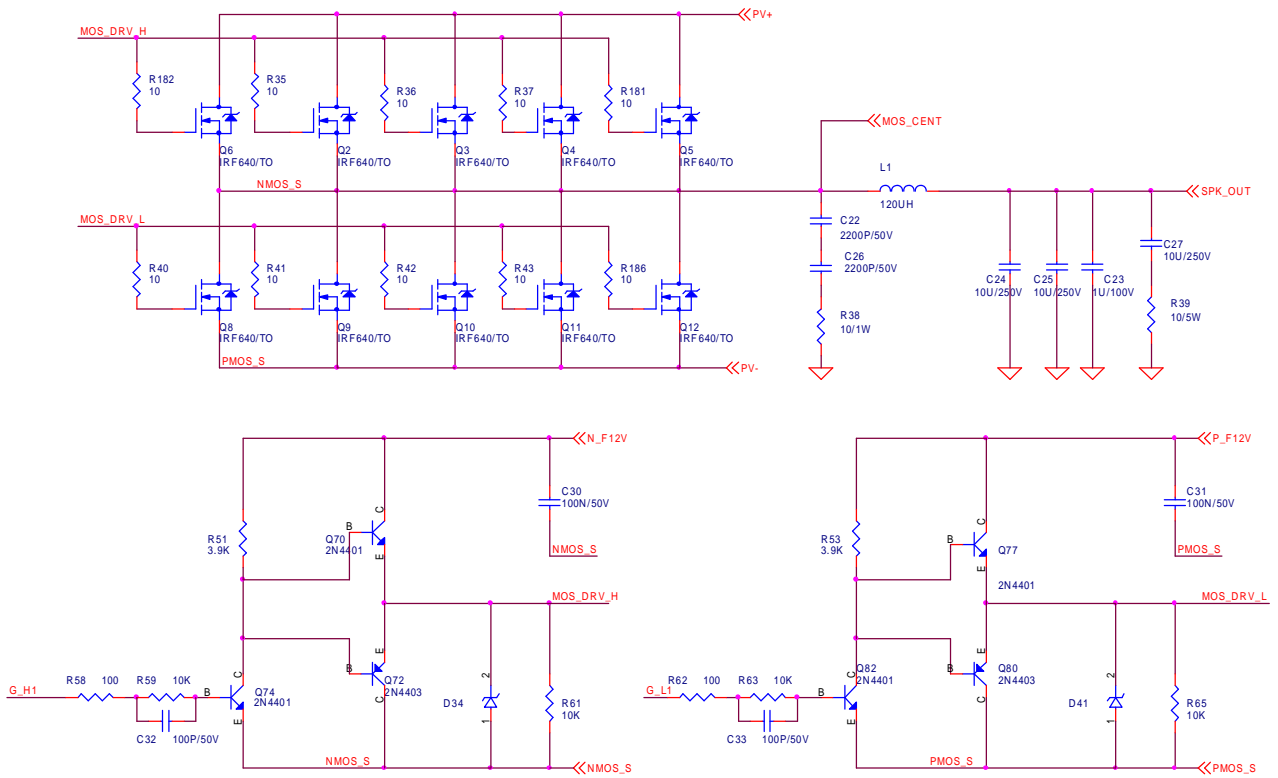 PV+
MOS_DRV_H
R182
10
R35
10
R36
10
R37
10
R181
10
Q6
IRF640/TO
Q2
IRF640/TO
Q3
IRF640/TO
Q4
IRF640/TO
Q5
IRF640/TO
MOS_CENT
NMOS_S
L1
120UH
SPK_OUT
MOS_DRV_L
R40
10
R41
10
R42
10
R43
10
R186
10
Q8
IRF640/TO
Q9
IRF640/TO
Q10
IRF640/TO
Q11
IRF640/TO
Q12
IRF640/TO
PMOS_S
PV-
C22
2200P/50V
C26
2200P/50V
R38
10/1W
C24
10U/250V
C25
10U/250V
C23
1U/100V
C27
10U/250V
R39
10/5W
N_F12V
C30
100N/50V
NMOS_S
R51
3.9K
B
C
E
Q70
2N4401
MOS_DRV_H
G_H1
R58 100
R59 10K
C32 100P/50V
B
C
E
Q74
2N4401
B
E
C
Q72
2N4403
2
D34
1
R61
10K
NMOS_S
NMOS_S
P_F12V
C31
100N/50V
PMOS_S
R53
3.9K
B
C
E
Q77
2N4401
MOS_DRV_L
G_L1
R62 100
R63 10K
C33 100P/50V
B
C
E
Q82
2N4401
B
E
C
Q80
2N4403
2
D41
1
R65
10K
PMOS_S
PMOS_S